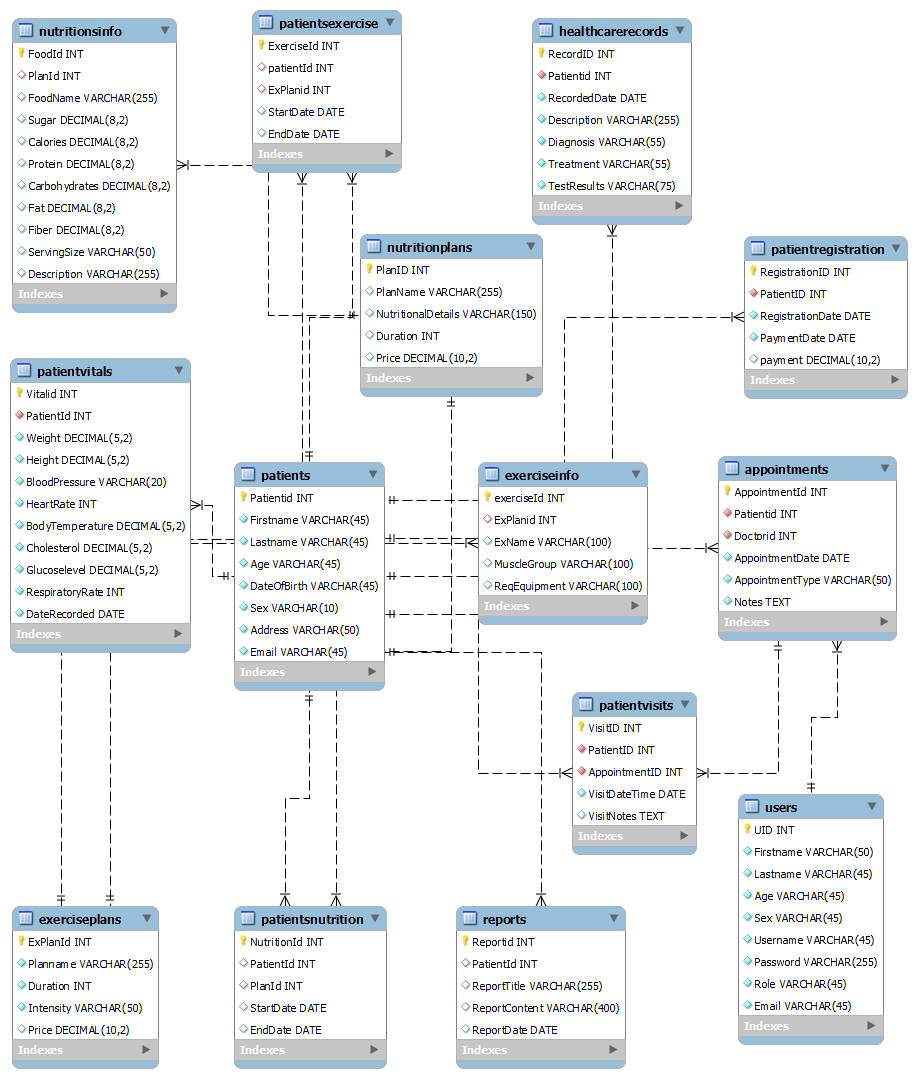 nutritionsinfo
FoodId INT
PlanId INT
FoodName VARCHAR(255)
Sugar DECIMAL(8,2)
Calories DECIMAL(8,2)
Protein DECIMAL(8,2)
Carbohydrates DECIMAL(8,2)
Fat DECIMAL(8,2)
Fiber DECIMAL(8,2)
ServingSize VARCHAR(50)
Description VARCHAR(255)
Indexes
patientsexercise
ExerciseId INT
patientId INT
ExPlanid INT
StartDate DATE
EndDate DATE
Indexes
healthcarerecords
RecordID INT
Patientid INT
RecordedDate DATE
Description VARCHAR(255)
Diagnosis VARCHAR(55)
Treatment VARCHAR(55)
TestResults VARCHAR(75)
Indexes
nutritionplans
PlanID INT
PlanName VARCHAR(255)
NutritionalDetails VARCHAR(150)
Duration INT
Price DECIMAL(10,2)
Indexes
patientregistration
RegistrationID INT
PatientID INT
RegistrationDate DATE
PaymentDate DATE
payment DECIMAL(10,2)
Indexes
patientvitals
Vitalid INT
PatientId INT
Weight DECIMAL(5,2)
Height DECIMAL(5,2)
BloodPressure VARCHAR(20)
HeartRate INT
BodyTemperature DECIMAL(5,2)
Cholesterol DECIMAL(5,2)
Glucoselevel DECIMAL(5,2)
RespiratoryRate INT
DateRecorded DATE
Indexes
patients
Patientid INT
Firstname VARCHAR(45)
Lastname VARCHAR(45)
Age VARCHAR(45)
DateOfBirth VARCHAR(45)
Sex VARCHAR(10)
Address VARCHAR(50)
Email VARCHAR(45)
Indexes
exerciseinfo
exerciseId INT
ExPlanid INT
ExName VARCHAR(100)
MuscleGroup VARCHAR(100)
ReqEquipment VARCHAR(100)
Indexes
appointments
AppointmentId INT
Patientid INT
Doctorid INT
AppointmentDate DATE
AppointmentType VARCHAR(50)
Notes TEXT
Indexes
patientvisits
VisitID INT
PatientID INT
AppointmentID INT
VisitDateTime DATE
VisitNotes TEXT
Indexes
users
UID INT
Firstname VARCHAR(50)
Lastname VARCHAR(45)
Age VARCHAR(45)
Sex VARCHAR(45)
Username VARCHAR(45)
Password VARCHAR(255)
Role VARCHAR(45)
Email VARCHAR(45)
Indexes
exerciseplans
ExPlanId INT
Planname VARCHAR(255)
Duration INT
Intensity VARCHAR(50)
Price DECIMAL(10,2)
Indexes
patientsnutrition
NutritionId INT
PatientId INT
PlanId INT
StartDate DATE
EndDate DATE
Indexes
reports
Reportid INT
PatientId INT
ReportTitle VARCHAR(255)
ReportContent VARCHAR(400)
ReportDate DATE
Indexes